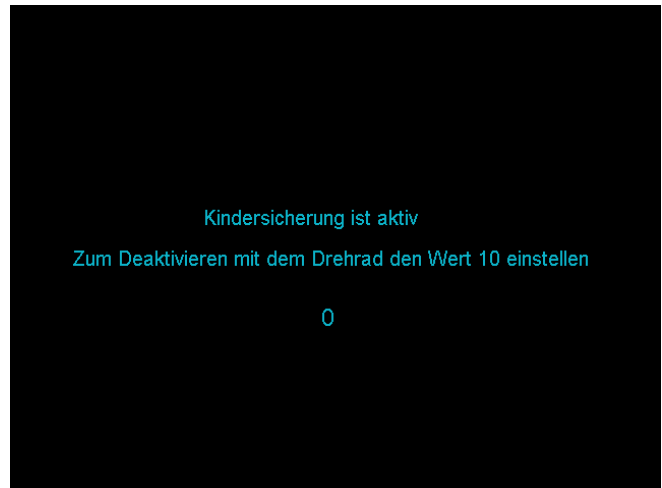 Kindersicherung ist aktiv
Zum Deaktivieren mit dem Drehrad den Wert 10 einstellen
0